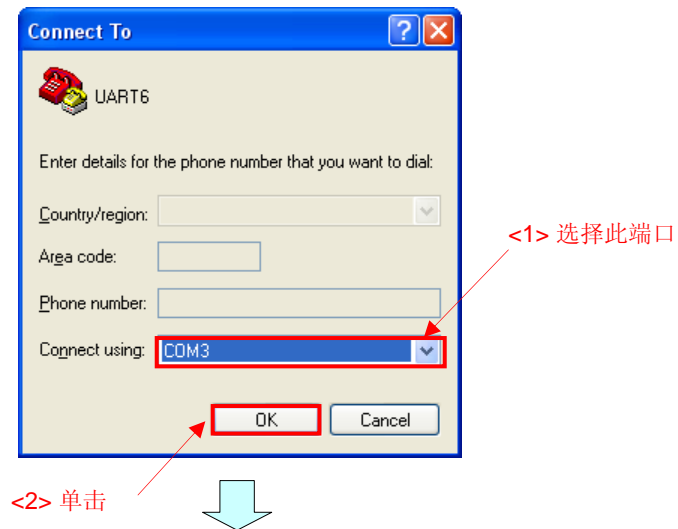 Connect To
UART6
Enter details for the phone number that you want to dial:
Country/region:
<1> 选择此端口
Area code:
Phone number:
Connect using: COM3
OK Cancel
<2> 单击